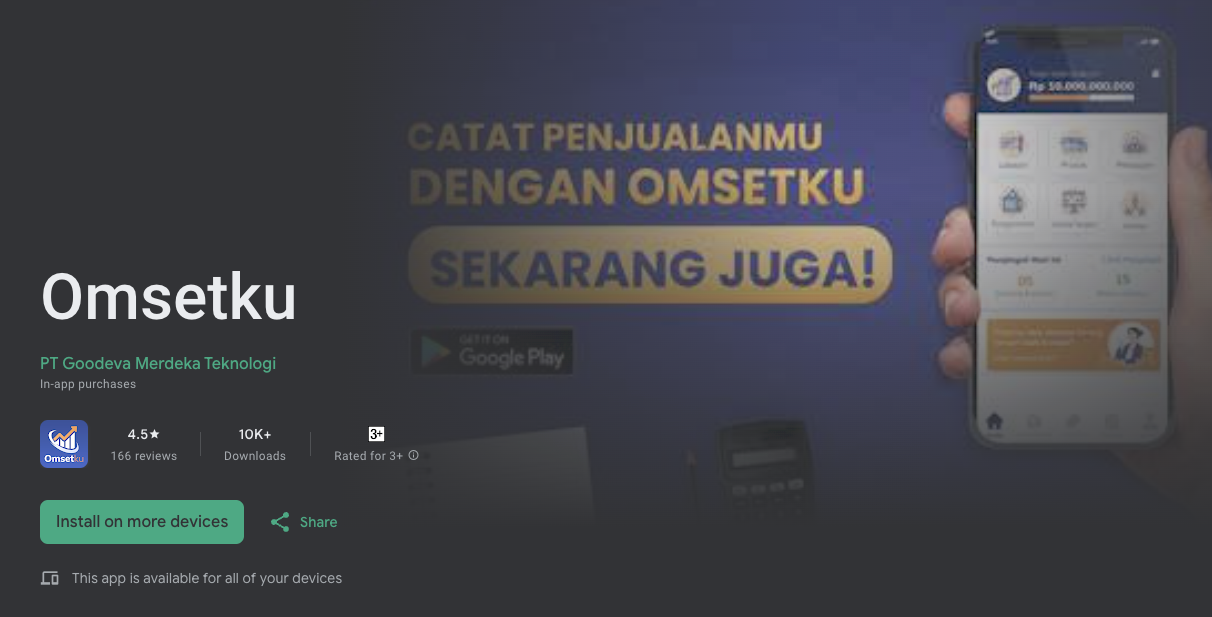 CATAT PENJUALANMU
DENGAN OMSETKU
SEKARANG JUGA!
GET IT ON
Google Play
Rp 50.000.000.000
05
15
Omsetku
PT Goodeva Merdeka Teknologi
In-app purchases
Omsetku
4.5★
166 reviews
10K+
Downloads
3+
Rated for 3+
Install on more devices
Share
This app is available for all of your devices